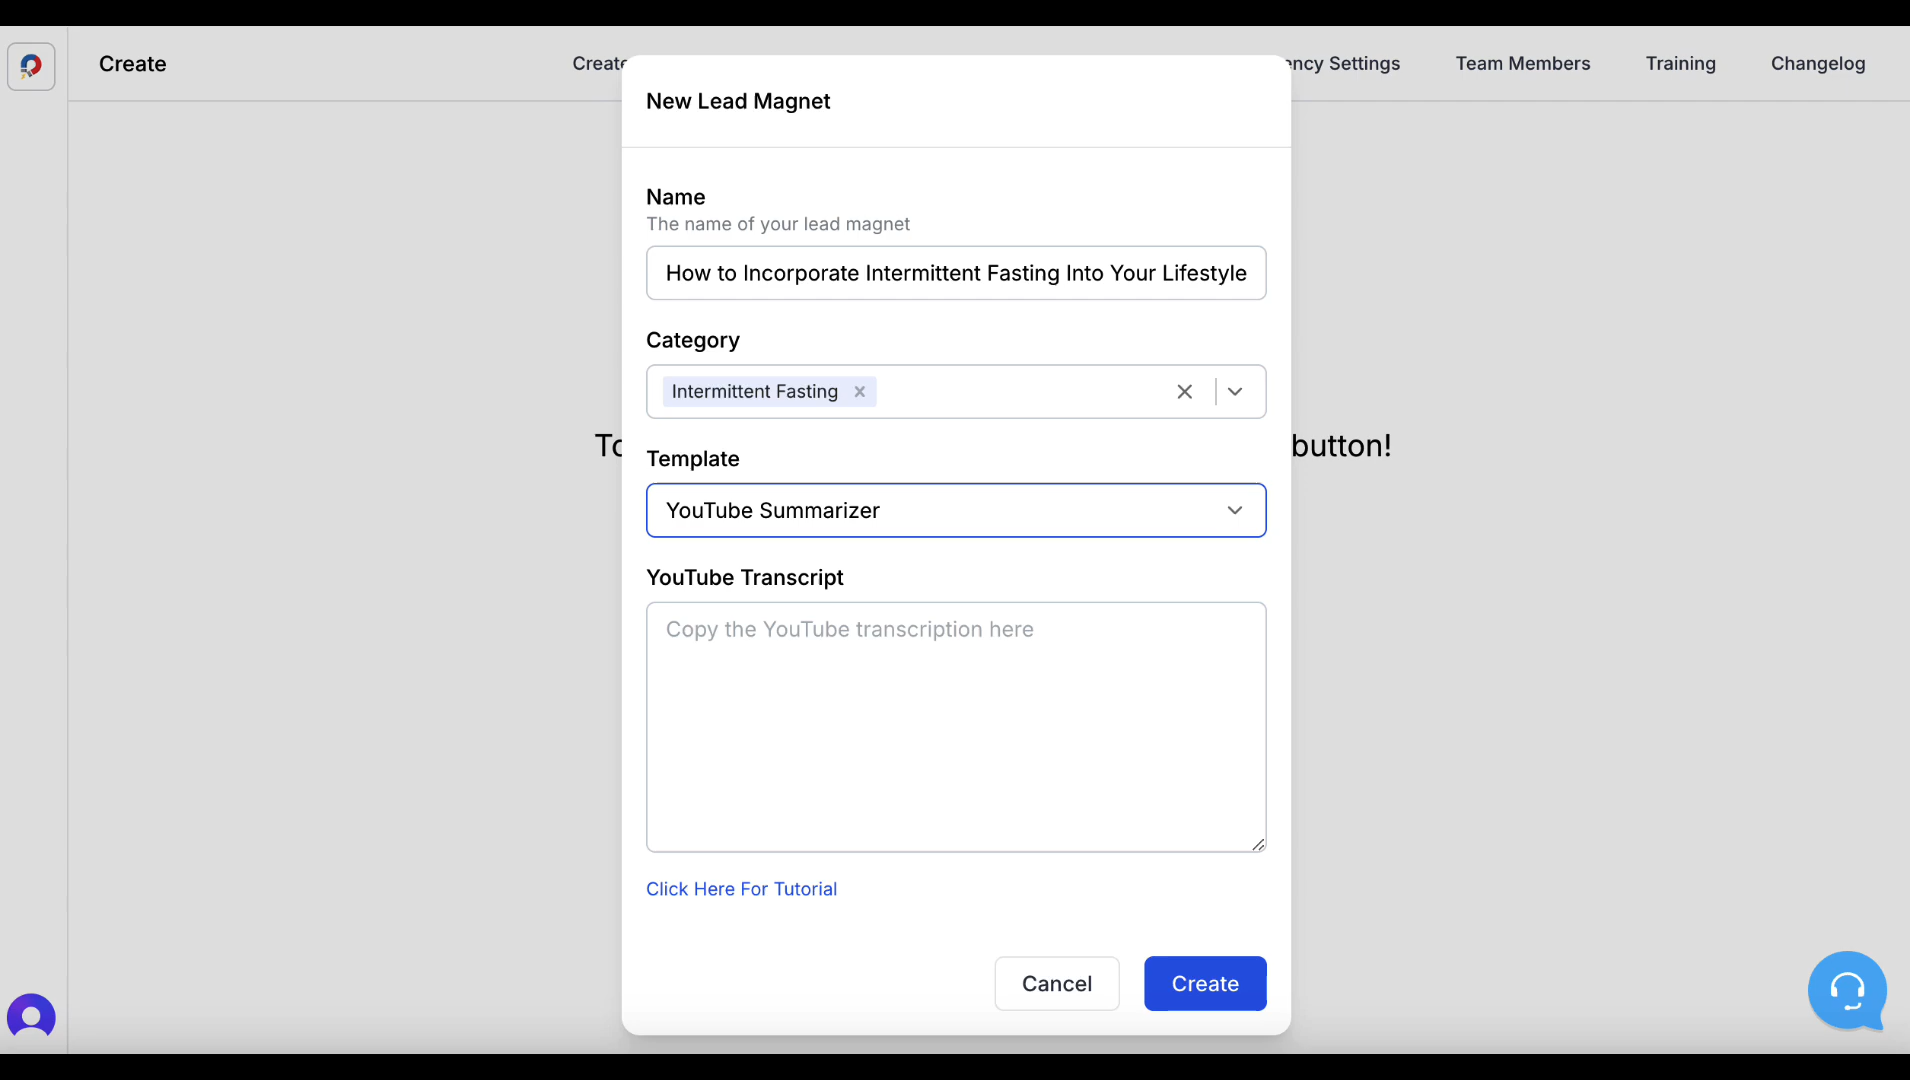 Create
Create
ency Settings
Team Members
Training
Changelog
New Lead Magnet
Name
The name of your lead magnet
How to Incorporate Intermittent Fasting Into Your Lifestyle
Category
Intermittent Fasting
To
button!
Template
YouTube Summarizer
YouTube Transcript
Copy the YouTube transcription here
Click Here For Tutorial
Cancel
Create